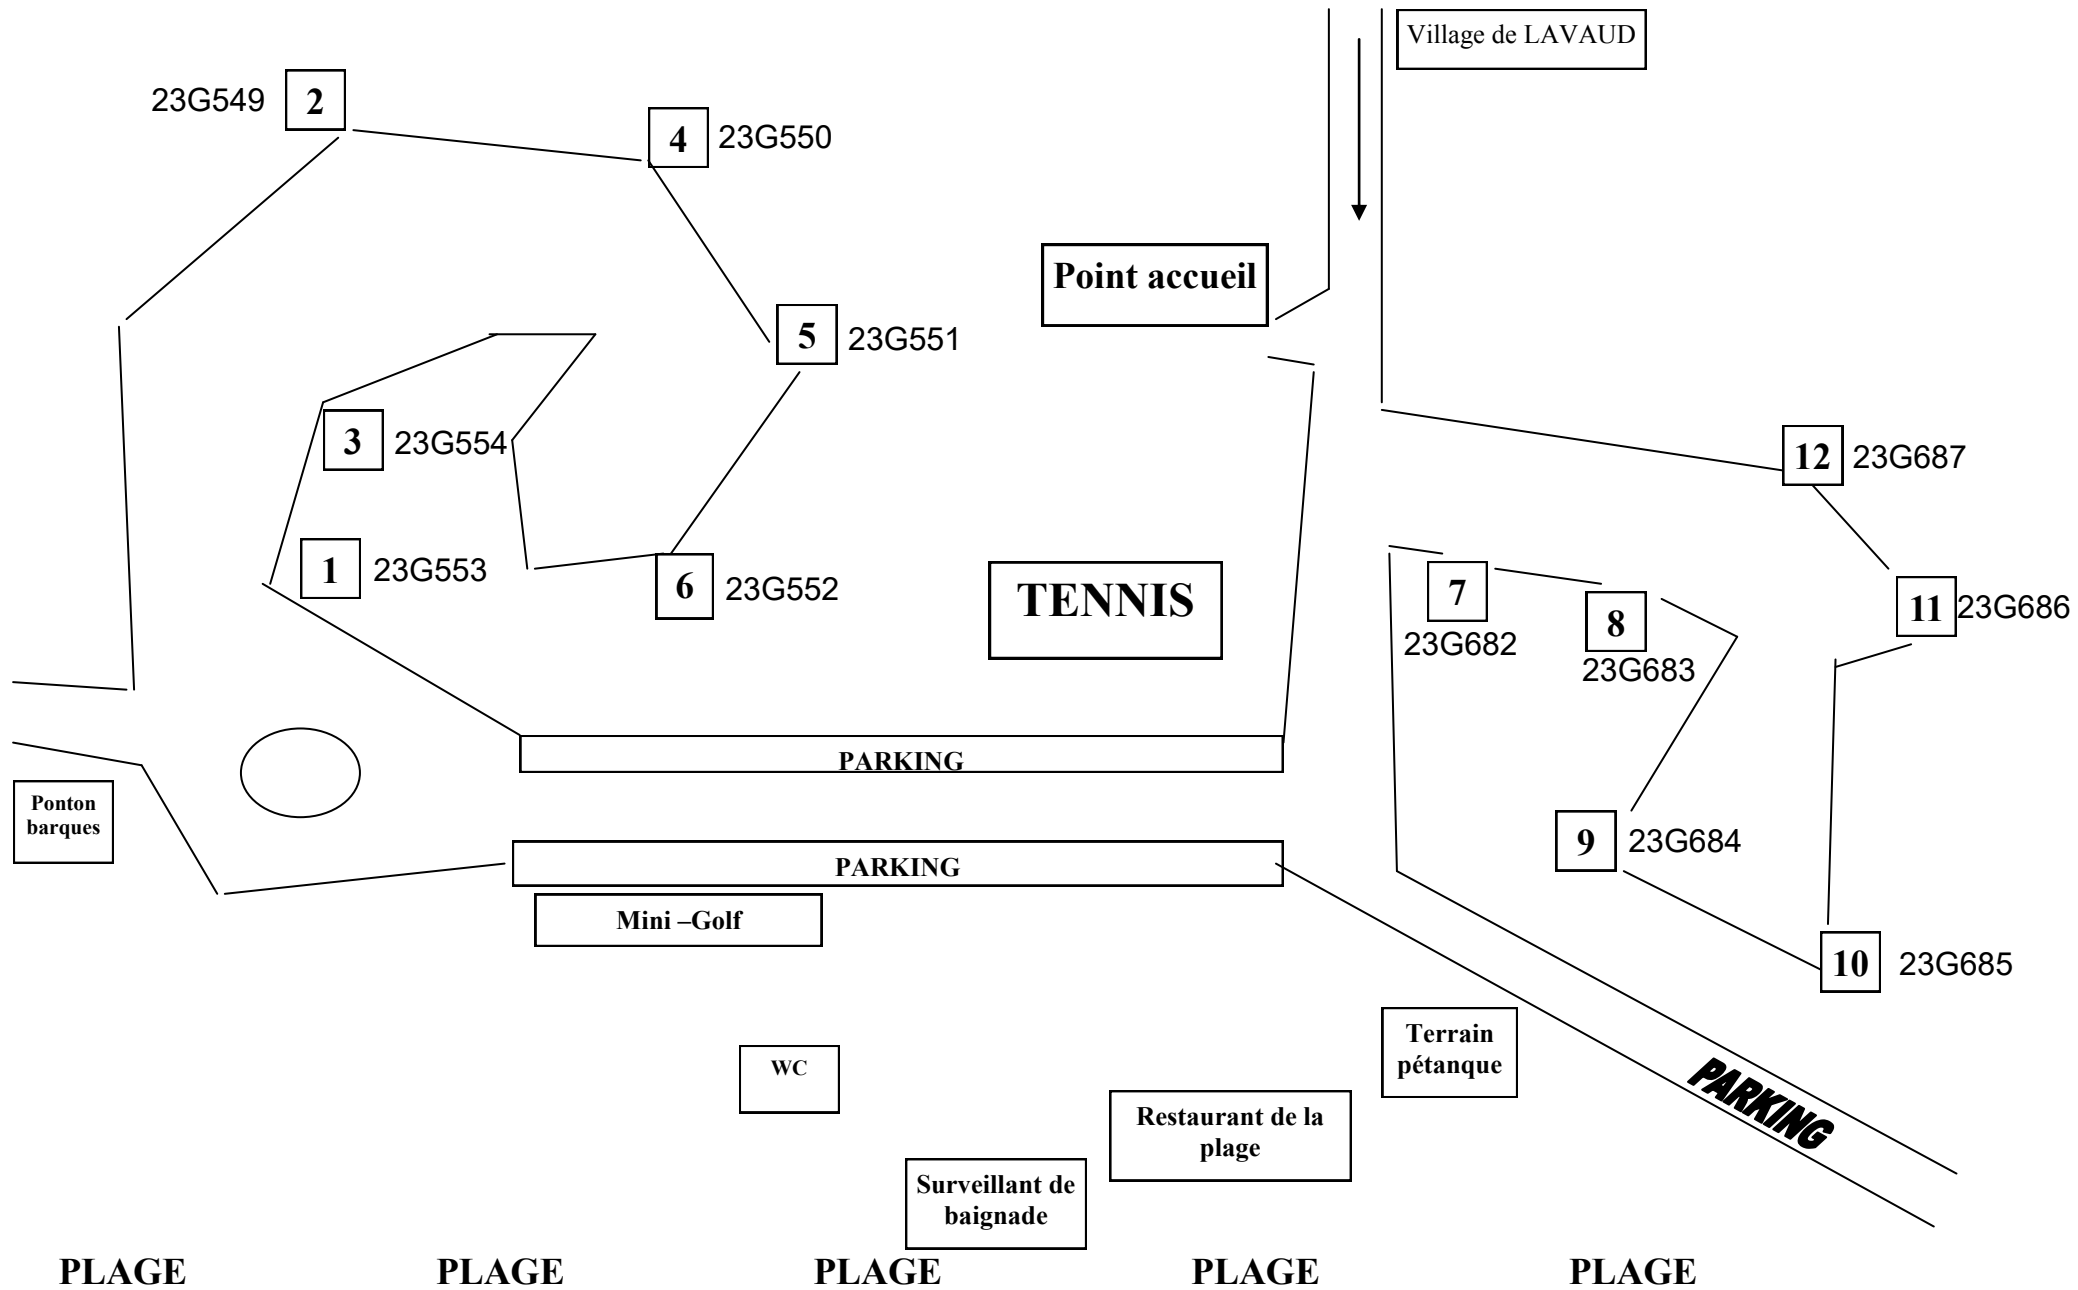 Village de LAVAUD
23G549
2
4
23G550
Point accueil
5
23G551
3
23G554
12
23G687
1
23G553
6
23G552
TENNIS
7
23G682
8
23G683
11
23G686
PARKING
Ponton
barques
PARKING
9
23G684
Mini –Golf
10
23G685
Terrain
pétanque
WC
PARKING
Restaurant de la
plage
Surveillant de
baignade
PLAGE
PLAGE
PLAGE
PLAGE
PLAGE